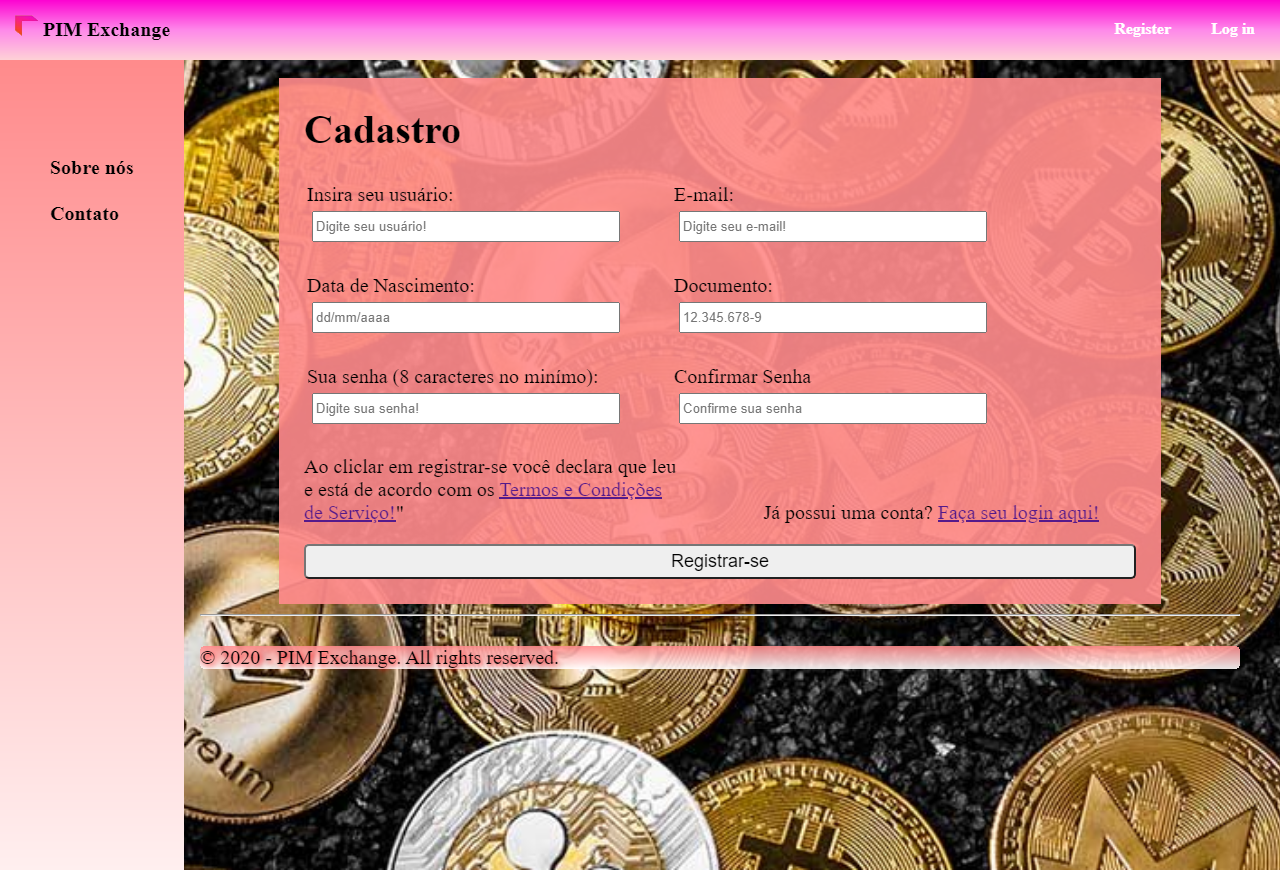 PIM Exchange
Register
Log in
Sobre nós
Contato
Cadastro
Insira seu usuário:
E-mail:
Digite seu usuário!
Digite seu e-mail!
Data de Nascimento:
Documento:
dd/mm/aaaa
12.345.678-9
Sua senha (8 caracteres no minímo):
Confirmar Senha
Digite sua senha!
Confirme sua senha
Ao cliclar em registrar-se você declara que leu
e está de acordo com os Termos e Condições
de Serviço!"
Já possui uma conta? Faça seu login aqui!
Registrar-se
© 2020 - PIM Exchange. All rights reserved.